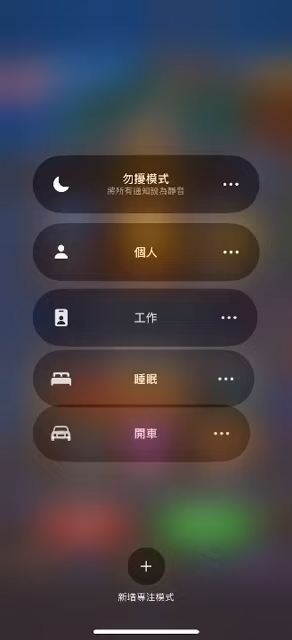 勿擾模式
將所有通知設為靜音
個人
工作
睡眠
開車
新增專注模式